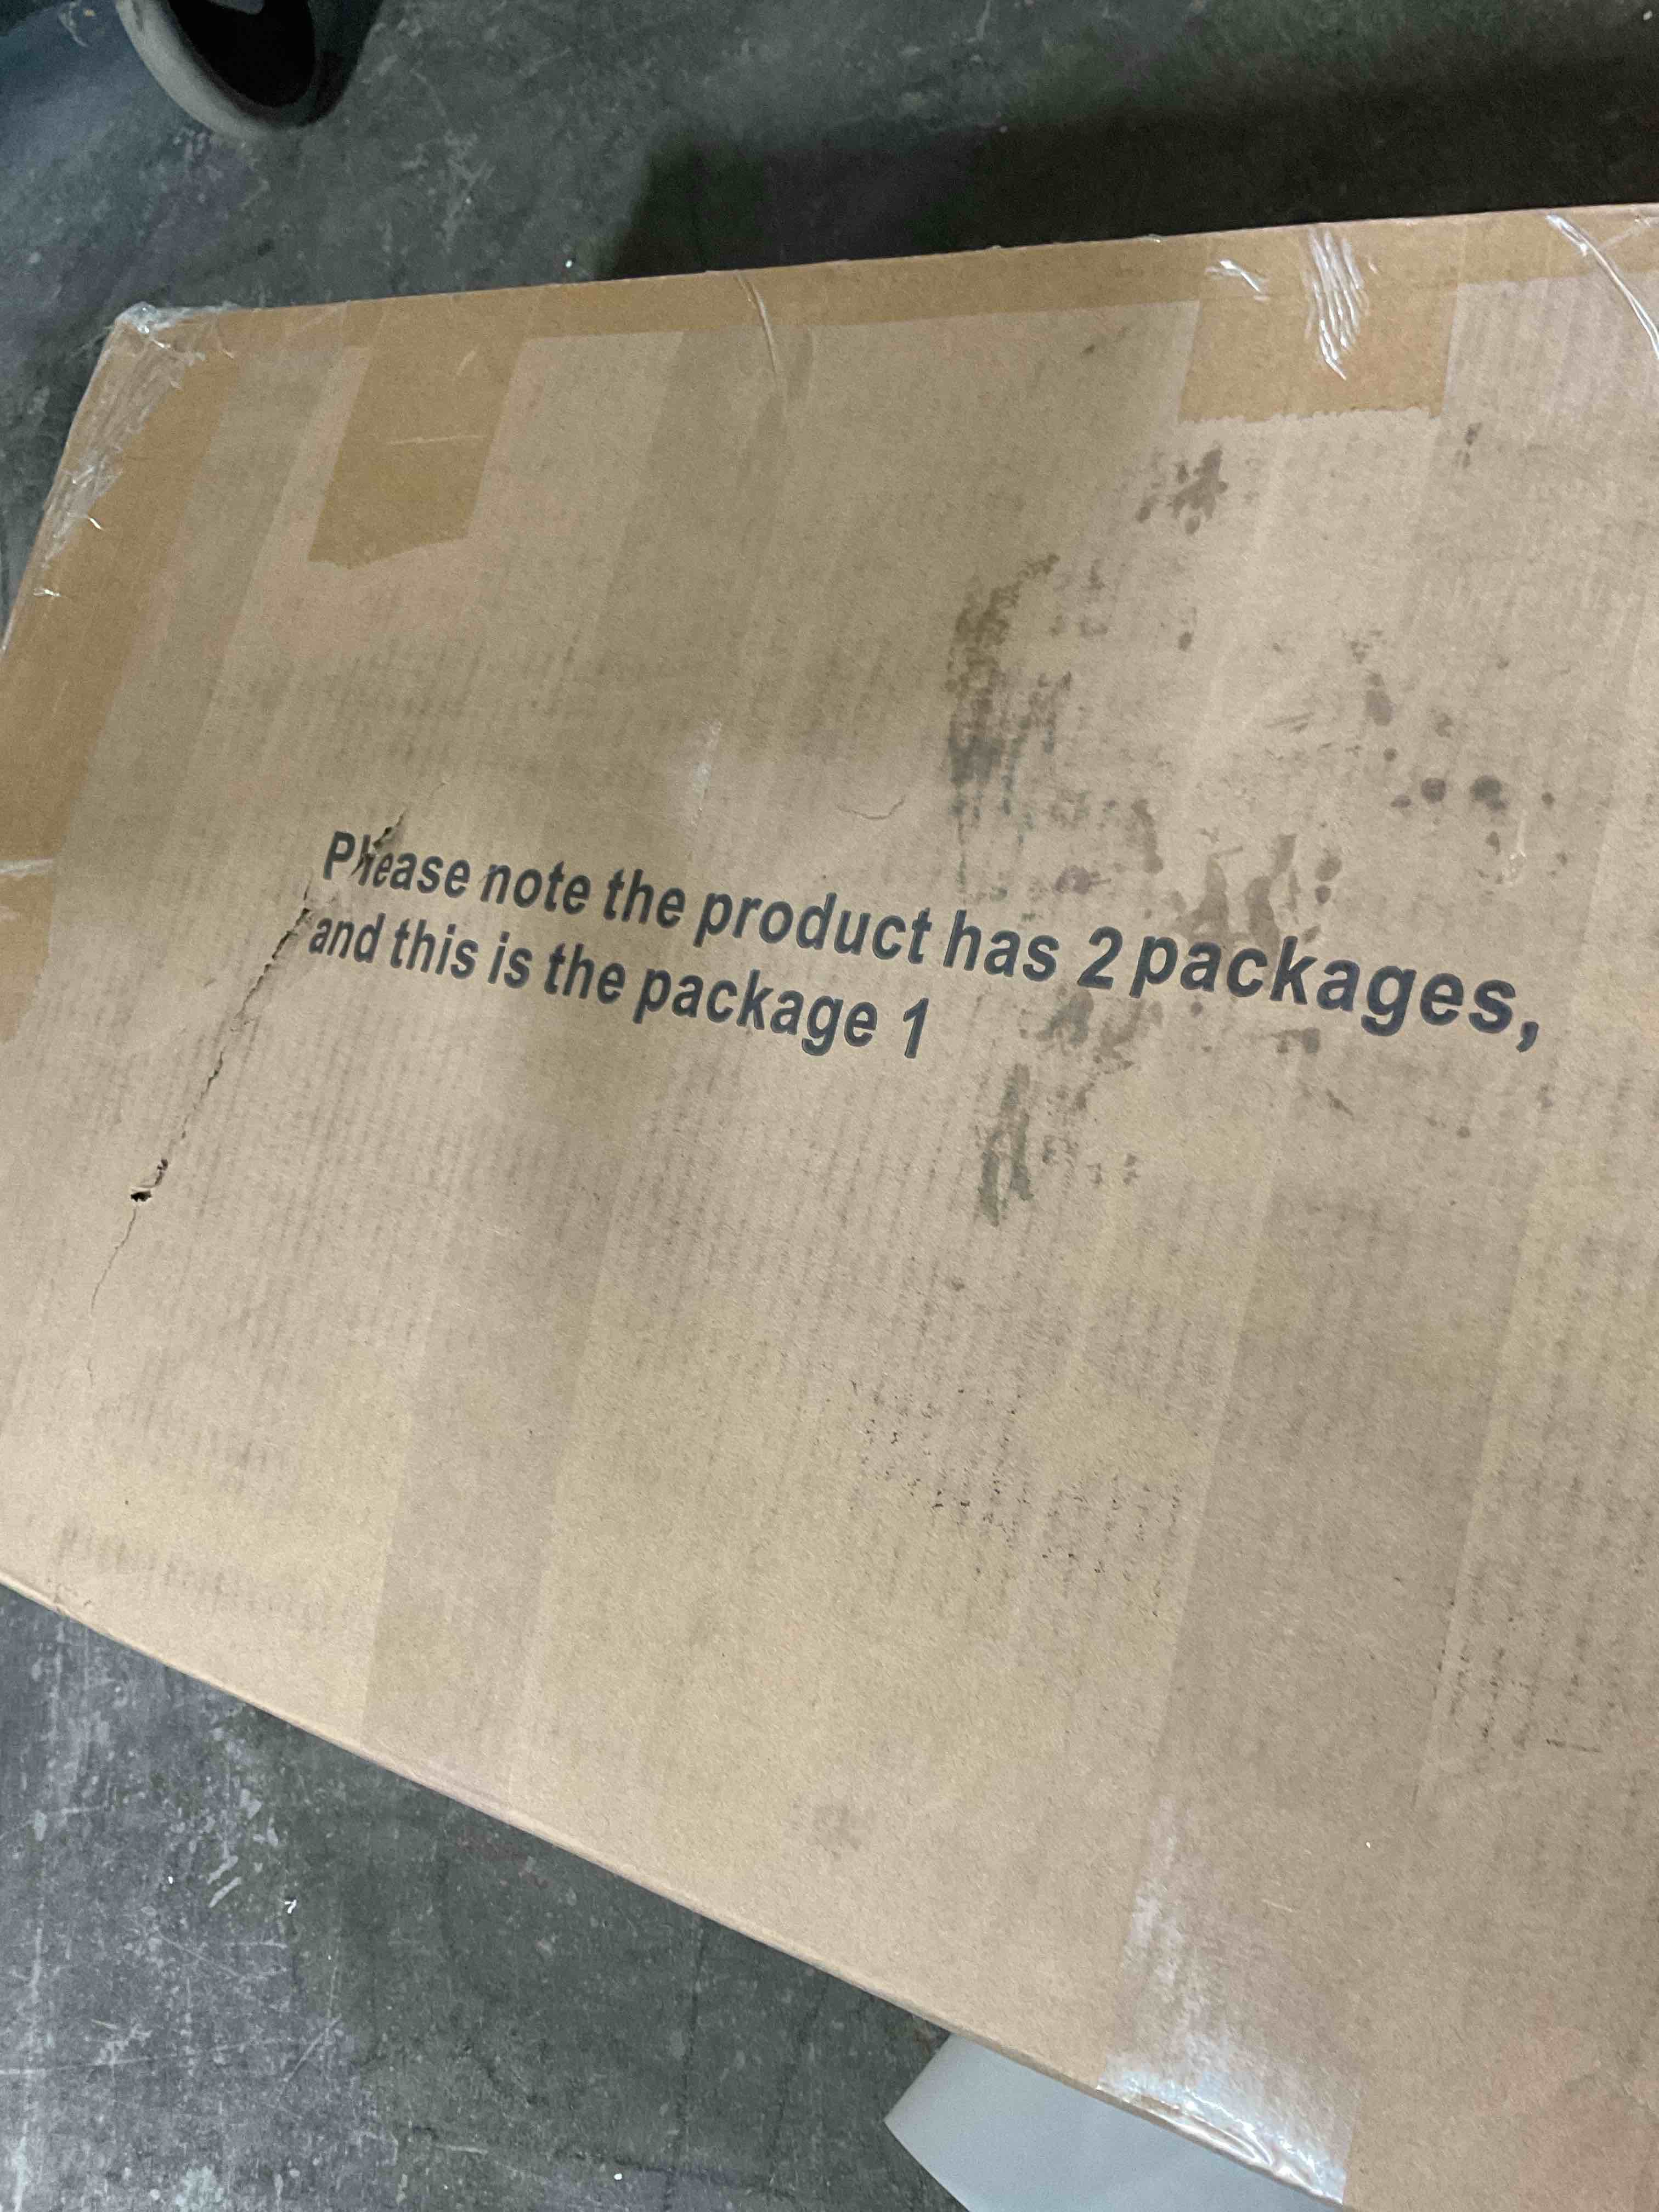 Please note the product has 2 packages,
and this is the package 1